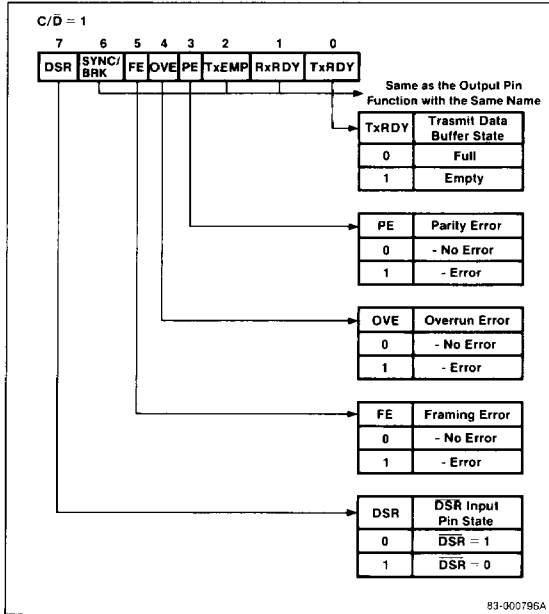 C/D̅ = 1
7 6 5 4 3 2 1 0
DSR SYNC/BRK FE OVE PE TxEMP RxRDY TxRDY
Same as the Output Pin
Function with the Same Name
TxRDY Trasmit Data Buffer State
0 Full
1 Empty
PE Parity Error
0 - No Error
1 - Error
OVE Overrun Error
0 - No Error
1 - Error
FE Framing Error
0 - No Error
1 - Error
DSR D̅S̅R̅ Input Pin State
0 D̅S̅R̅ = 1
1 D̅S̅R̅ = 0
83-000796A